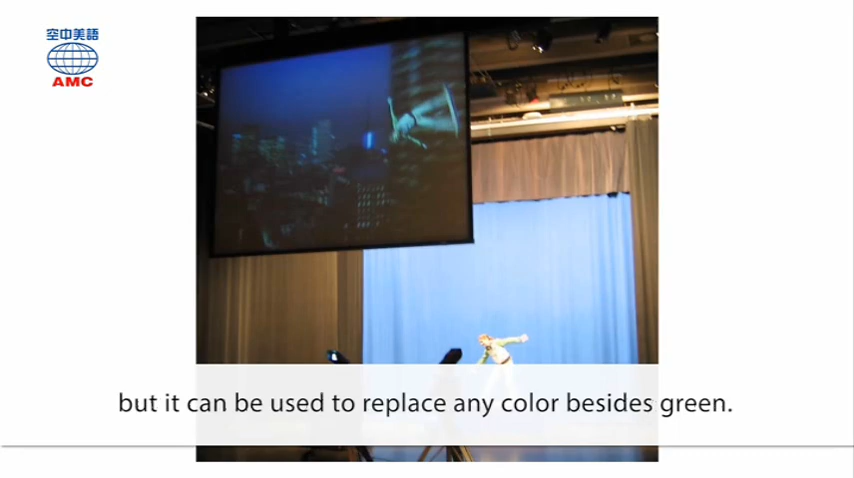 空中美語
AMC
but it can be used to replace any color besides green.